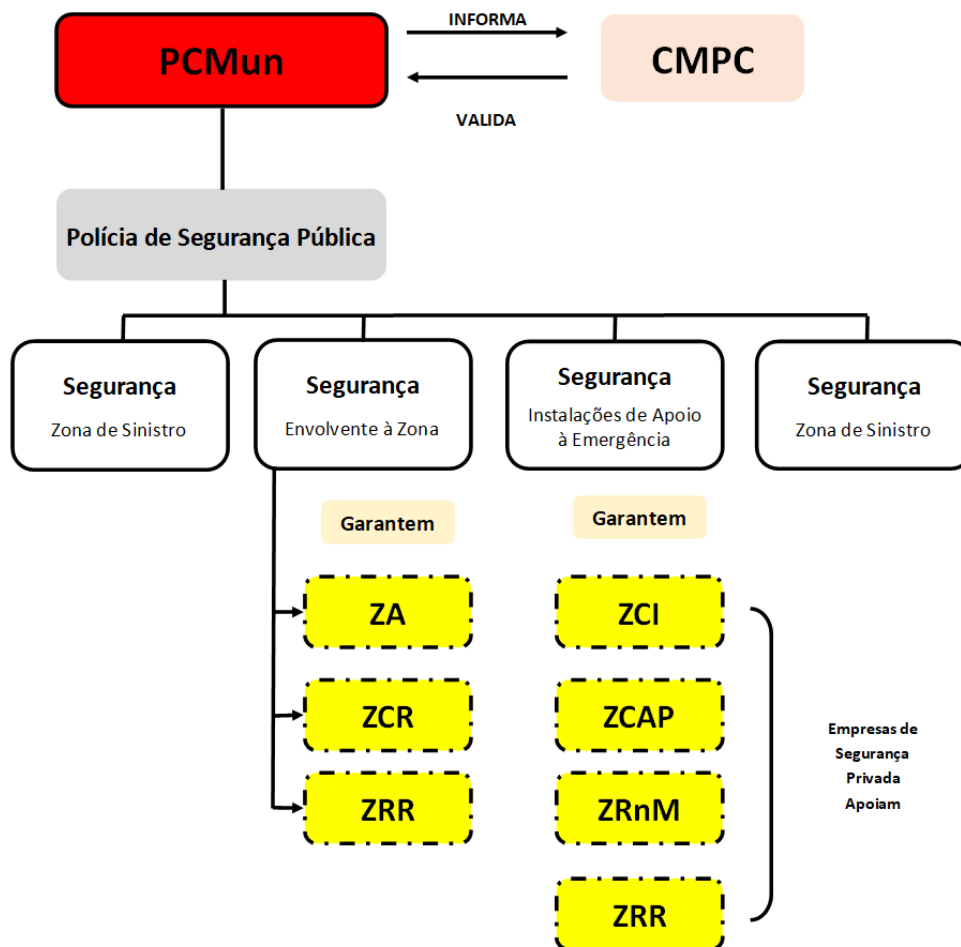 PCMun
INFORMA
CMPC
VALIDA
Polícia de Segurança Pública
Segurança
Zona de Sinistro
Segurança
Envolvente à Zona
Segurança
Instalações de Apoio
à Emergência
Segurança
Zona de Sinistro
Garantem
Garantem
ZA
ZCI
ZCR
ZCAP
ZRR
ZRnM
ZRR
Empresas de
Segurança
Privada
Apoiam